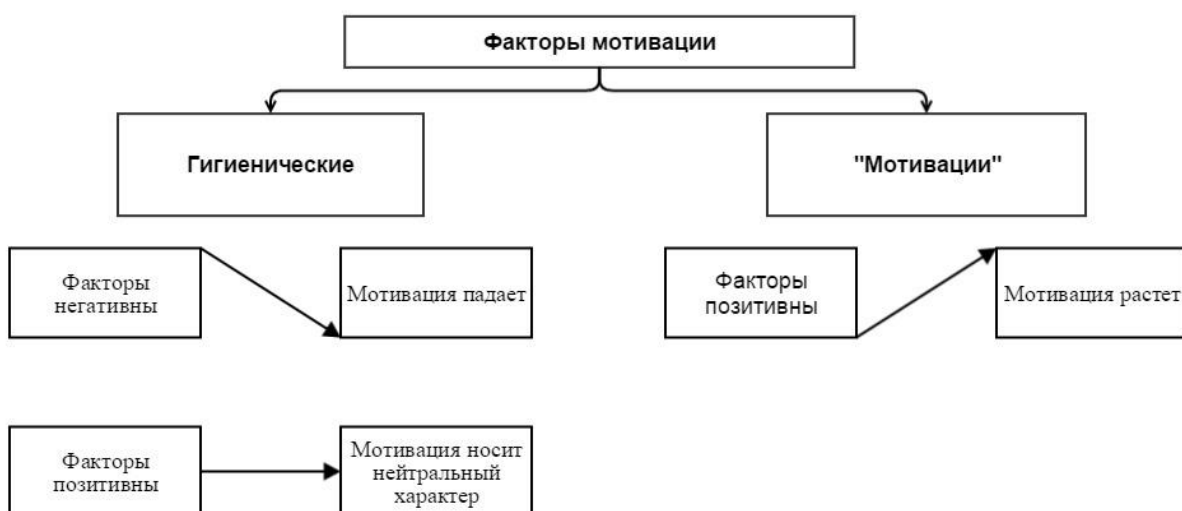 Факторы мотивации
Гигиенические
"Мотивации"
Факторы
негативны
Мотивация падает
Факторы
позитивны
Мотивация растет
Факторы
позитивны
Мотивация носит
нейтральный
характер